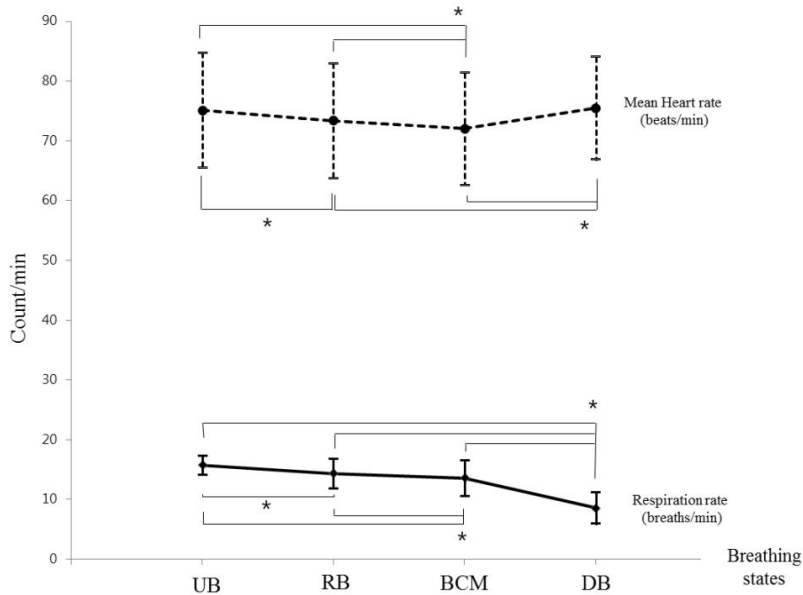 90
80
70
60
50
40
30
20
10
0
Count/min
*
Mean Heart rate
(beats/min)
*
*
*
*
*
Respiration rate
(breaths/min)
UB
RB
BCM
DB
Breathing
states